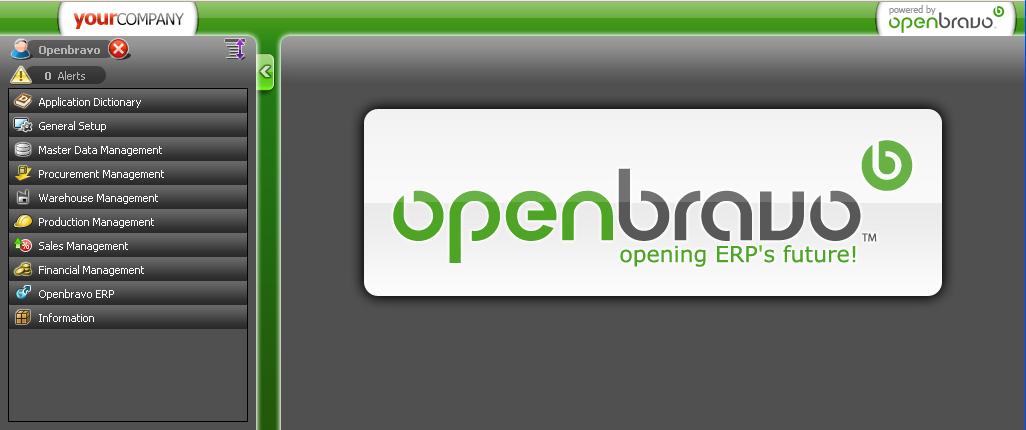 yourCOMPANY
powered by
openbravo
Openbravo
0 Alerts
Application Dictionary
General Setup
Master Data Management
Procurement Management
Warehouse Management
Production Management
Sales Management
Financial Management
Openbravo ERP
Information
b
openbravo™
opening ERP's future!